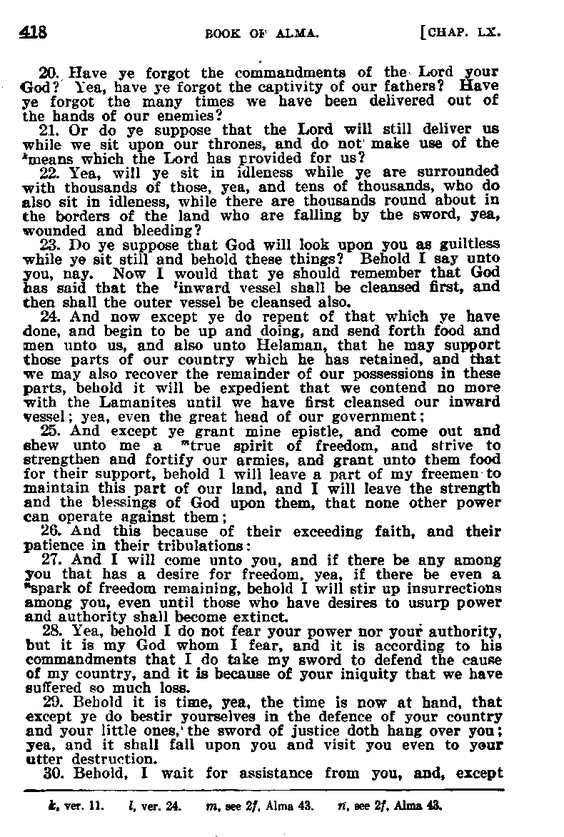 418 BOOK OF ALMA. [CHAP. LX.
20. Have ye forgot the commandments of the Lord your
God? Yea, have ye forgot the captivity of our fathers? Have
ye forgot the many times we have been delivered out of
the hands of our enemies?
21. Or do ye suppose that the Lord will still deliver us
while we sit upon our thrones, and do not make use of the
ᵏmeans which the Lord has provided for us?
22. Yea, will ye sit in idleness while ye are surrounded
with thousands of those, yea, and tens of thousands, who do
also sit in idleness, while there are thousands round about in
the borders of the land who are falling by the sword, yea,
wounded and bleeding?
23. Do ye suppose that God will look upon you as guiltless
while ye sit still and behold these things? Behold I say unto
you, nay. Now I would that ye should remember that God
has said that the ˡinward vessel shall be cleansed first, and
then shall the outer vessel be cleansed also.
24. And now except ye do repent of that which ye have
done, and begin to be up and doing, and send forth food and
men unto us, and also unto Helaman, that he may support
those parts of our country which he has retained, and that
we may also recover the remainder of our possessions in these
parts, behold it will be expedient that we contend no more
with the Lamanites until we have first cleansed our inward
vessel; yea, even the great head of our government;
25. And except ye grant mine epistle, and come out and
shew unto me a ᵐtrue spirit of freedom, and strive to
strengthen and fortify our armies, and grant unto them food
for their support, behold I will leave a part of my freemen to
maintain this part of our land, and I will leave the strength
and the blessings of God upon them, that none other power
can operate against them;
26. And this because of their exceeding faith, and their
patience in their tribulations:
27. And I will come unto you, and if there be any among
you that has a desire for freedom, yea, if there be even a
ⁿspark of freedom remaining, behold I will stir up insurrections
among you, even until those who have desires to usurp power
and authority shall become extinct.
28. Yea, behold I do not fear your power nor your authority,
but it is my God whom I fear, and it is according to his
commandments that I do take my sword to defend the cause
of my country, and it is because of your iniquity that we have
suffered so much loss.
29. Behold it is time, yea, the time is now at hand, that
except ye do bestir yourselves in the defence of your country
and your little ones, the sword of justice doth hang over you;
yea, and it shall fall upon you and visit you even to your
utter destruction.
30. Behold, I wait for assistance from you, and, except
k, ver. 11. l, ver. 24. m, see 2f, Alma 43. n, see 2f, Alma 43.